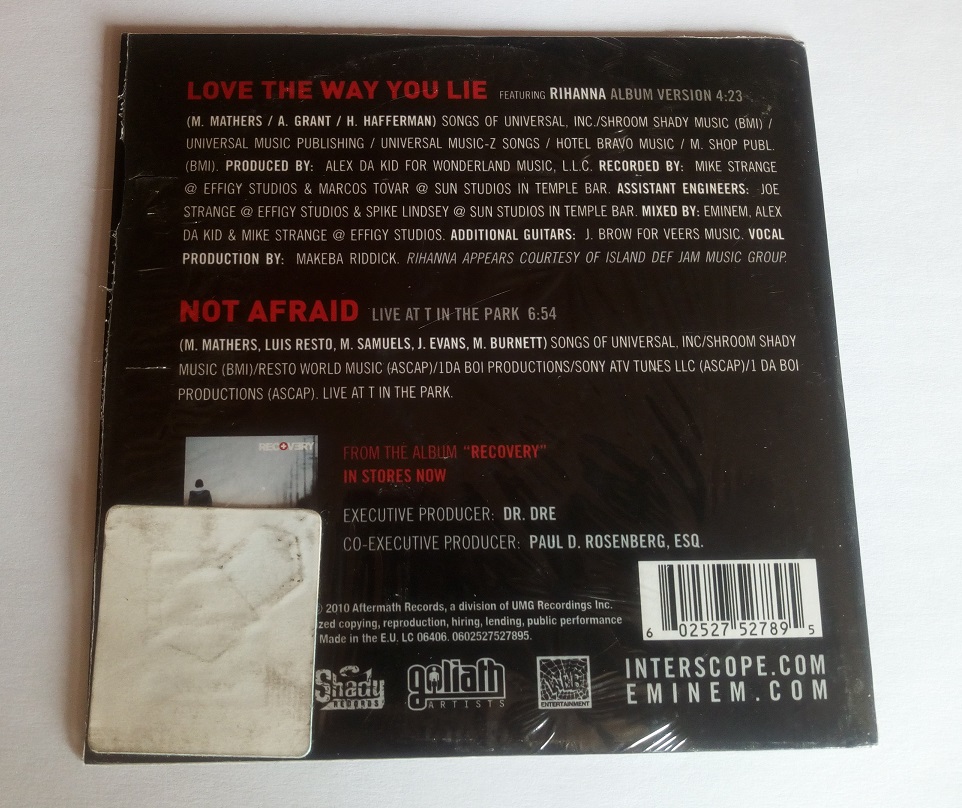 LOVE THE WAY YOU LIE FEATURING RIHANNA ALBUM VERSION 4:23
(M. MATHERS / A. GRANT / H. HAFFERMAN) SONGS OF UNIVERSAL, INC./SHROOM SHADY MUSIC (BMI) /
UNIVERSAL MUSIC PUBLISHING / UNIVERSAL MUSIC-Z SONGS / HOTEL BRAVO MUSIC / M. SHOP PUBL.
(BMI). PRODUCED BY: ALEX DA KID FOR WONDERLAND MUSIC, L.L.C. RECORDED BY: MIKE STRANGE
@ EFFIGY STUDIOS & MARCOS TOVAR @ SUN STUDIOS IN TEMPLE BAR. ASSISTANT ENGINEERS: JOE
STRANGE @ EFFIGY STUDIOS & SPIKE LINDSEY @ SUN STUDIOS IN TEMPLE BAR. MIXED BY: EMINEM, ALEX
DA KID & MIKE STRANGE @ EFFIGY STUDIOS. ADDITIONAL GUITARS: J. BROW FOR VEERS MUSIC. VOCAL
PRODUCTION BY: MAKEBA RIDDICK. RIHANNA APPEARS COURTESY OF ISLAND DEF JAM MUSIC GROUP.
NOT AFRAID LIVE AT T IN THE PARK 6:54
(M. MATHERS, LUIS RESTO, M. SAMUELS, J. EVANS, M. BURNETT) SONGS OF UNIVERSAL, INC/SHROOM SHADY
MUSIC (BMI)/RESTO WORLD MUSIC (ASCAP)/1DA BOI PRODUCTIONS/SONY ATV TUNES LLC (ASCAP)/1 DA BOI
PRODUCTIONS (ASCAP). LIVE AT T IN THE PARK.
RECOVERY
FROM THE ALBUM “RECOVERY”
IN STORES NOW
EXECUTIVE PRODUCER: DR. DRE
CO-EXECUTIVE PRODUCER: PAUL D. ROSENBERG, ESQ.
2010 Aftermath Records, a division of UMG Recordings Inc.
zed copying, reproduction, hiring, lending, public performance
Made in the E.U. LC 06406. 0602527527895.
6 02527 52789 5
Shady RECORDS
goliath ARTISTS
ENTERTAINMENT
INTERSCOPE.COM
EMINEM.COM